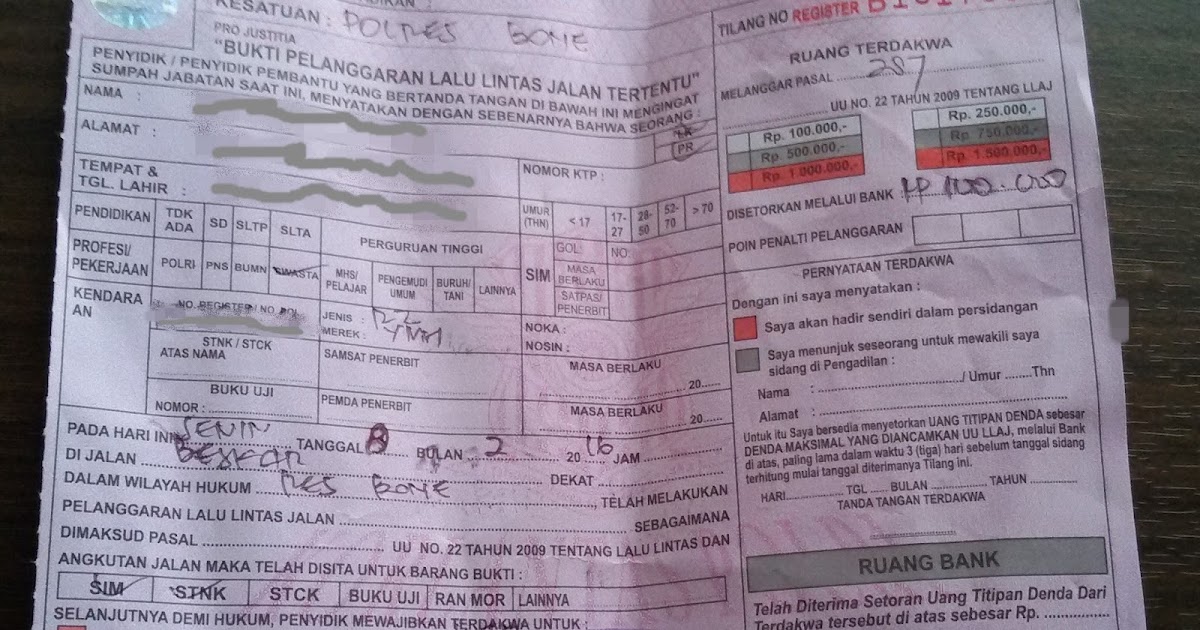 KESATUAN : POLRES BONE
PRO JUSTITIA
"BUKTI PELANGGARAN LALU LINTAS JALAN TERTENTU"
PENYIDIK / PENYIDIK PEMBANTU YANG BERTANDA TANGAN DI BAWAH INI MENGINGAT
SUMPAH JABATAN SAAT INI, MENYATAKAN DENGAN SEBENARNYA BAHWA SEORANG :
NAMA :
LK
PR
ALAMAT :
TEMPAT &
TGL. LAHIR :
NOMOR KTP :
UMUR (THN) < 17 17-27 28-50 52-70 > 70
PENDIDIKAN TDK ADA SD SLTP SLTA PERGURUAN TINGGI
PROFESI/ PEKERJAAN POLRI PNS BUMN SWASTA MHS/ PELAJAR PENGEMUDI UMUM BURUH/ TANI LAINNYA
SIM GOL: NO:
MASA BERLAKU
SATPAS/ PENERBIT
KENDARA AN
NO. REGISTER / NO. POL
JENIS : R2
MEREK :
NOKA :
NOSIN :
STNK / STCK
ATAS NAMA
SAMSAT PENERBIT
MASA BERLAKU
20......
BUKU UJI
NOMOR :
PEMDA PENERBIT
MASA BERLAKU
20......
PADA HARI INI SENIN TANGGAL 8 BULAN 2 20 16 JAM
DI JALAN DEKAT
DALAM WILAYAH HUKUM RES BONE, TELAH MELAKUKAN
PELANGGARAN LALU LINTAS JALAN SEBAGAIMANA
DIMAKSUD PASAL UU NO. 22 TAHUN 2009 TENTANG LALU LINTAS DAN
ANGKUTAN JALAN MAKA TELAH DISITA UNTUK BARANG BUKTI :
SIM STNK STCK BUKU UJI RAN MOR LAINNYA
SELANJUTNYA DEMI HUKUM, PENYIDIK MEWAJIBKAN TERDAKWA UNTUK :
TILANG NO REGISTER
RUANG TERDAKWA
MELANGGAR PASAL 287
UU NO. 22 TAHUN 2009 TENTANG LLAJ
Rp. 100.000,- Rp. 250.000,-
Rp. 500.000,- Rp. 750.000,-
Rp. 1.000.000,- Rp. 1.500.000,-
DISETORKAN MELALUI BANK : Rp 100.000
POIN PENALTI PELANGGARAN
PERNYATAAN TERDAKWA
Dengan ini saya menyatakan :
Saya akan hadir sendiri dalam persidangan
Saya menunjuk seseorang untuk mewakili saya
sidang di Pengadilan :
Nama : / Umur ........Thn
Alamat :
Untuk itu Saya bersedia menyetorkan UANG TITIPAN DENDA sebesar
DENDA MAKSIMAL YANG DIANCAMKAN UU LLAJ, melalui Bank
di atas, paling lama dalam waktu 3 (tiga) hari sebelum tanggal sidang
terhitung mulai tanggal diterimanya Tilang ini.
HARI TGL BULAN TAHUN
TANDA TANGAN TERDAKWA
RUANG BANK
Telah Diterima Setoran Uang Titipan Denda Dari
Terdakwa tersebut di atas sebesar Rp.